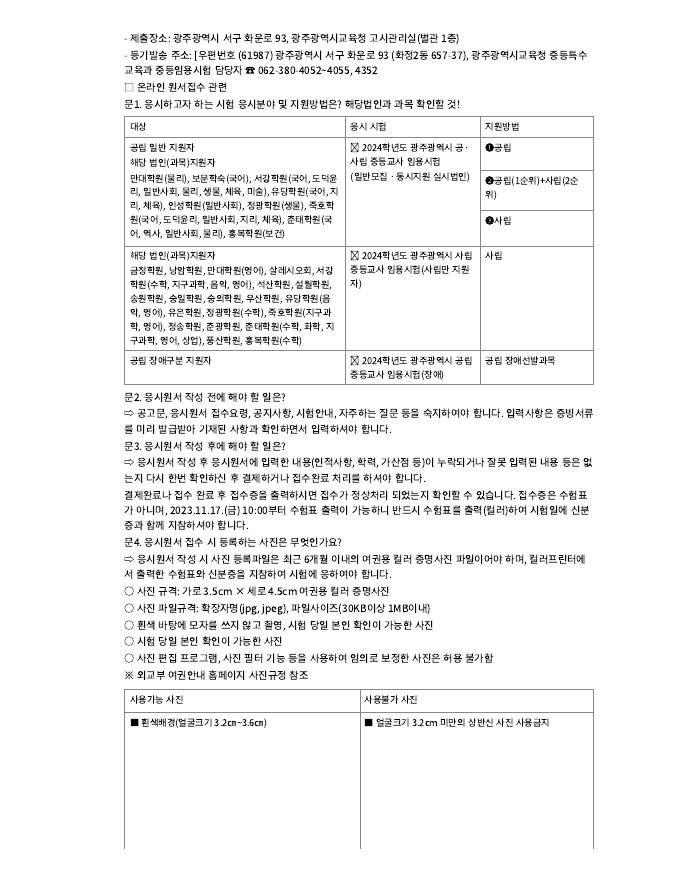 - 제출장소: 광주광역시 서구 화운로 93, 광주광역시교육청 고시관리실(별관 1층)
- 등기발송 주소: [우편번호 (61987) 광주광역시 서구 화운로 93 (화정2동 657-37), 광주광역시교육청 중등특수
교육과 중등임용시험 담당자 ☎ 062-380-4052~4055, 4352
□ 온라인 원서접수 관련
문1. 응시하고자 하는 시험 응시분야 및 지원방법은? 해당법인과 과목 확인할 것!
대상
응시 시험
지원방법
공립 일반 지원자
해당 법인(과목)지원자
만대학원(물리), 보문학숙(국어), 서강학원(국어, 도덕윤
리, 일반사회, 물리, 생물, 체육, 미술), 유당학원(국어, 지
리, 체육), 인성학원(일반사회), 정광학원(생물), 죽호학
원(국어, 도덕윤리, 일반사회, 지리, 체육), 춘태학원(국
어, 역사, 일반사회, 물리), 홍복학원(보건)
☒ 2024학년도 광주광역시 공·
사립 중등교사 임용시험
(일반모집ㆍ동시지원 실시법인)
❶공립
❷공립(1순위)+사립(2순
위)
❸사립
해당 법인(과목)지원자
금정학원, 낭암학원, 만대학원(영어), 살레시오회, 서강
학원(수학, 지구과학, 음악, 영어), 석산학원, 설월학원,
송원학원, 숭일학원, 숭의학원, 우산학원, 유당학원(음
악, 영어), 유은학원, 정광학원(수학), 죽호학원(지구과
학, 영어), 정송학원, 춘광학원, 춘태학원(수학, 화학, 지
구과학, 영어, 상업), 풍산학원, 홍복학원(수학)
☒ 2024학년도 광주광역시 사립
중등교사 임용시험(사립만 지원
자)
사립
공립 장애구분 지원자
☒ 2024학년도 광주광역시 공립
중등교사 임용시험(장애)
공립 장애선발과목
문2. 응시원서 작성 전에 해야 할 일은?
⇨ 공고문, 응시원서 접수요령, 공지사항, 시험안내, 자주하는 질문 등을 숙지하여야 합니다. 입력사항은 증빙서류
를 미리 발급받아 기재된 사항과 확인하면서 입력하셔야 합니다.
문3. 응시원서 작성 후에 해야 할 일은?
⇨ 응시원서 작성 후 응시원서에 입력한 내용(인적사항, 학력, 가산점 등)이 누락되거나 잘못 입력된 내용 등은 없
는지 다시 한번 확인하신 후 결제하거나 접수완료 처리를 하셔야 합니다.
결제완료나 접수 완료 후 접수증을 출력하시면 접수가 정상처리 되었는지 확인할 수 있습니다. 접수증은 수험표
가 아니며, 2023.11.17.(금) 10:00부터 수험표 출력이 가능하니 반드시 수험표를 출력(컬러)하여 시험일에 신분
증과 함께 지참하셔야 합니다.
문4. 응시원서 접수 시 등록하는 사진은 무엇인가요?
⇨ 응시원서 작성 시 사진 등록파일은 최근 6개월 이내의 여권용 컬러 증명사진 파일이어야 하며, 컬러프린터에
서 출력한 수험표와 신분증을 지참하여 시험에 응하여야 합니다.
○ 사진 규격: 가로 3.5cm × 세로 4.5cm 여권용 컬러 증명사진
○ 사진 파일규격: 확장자명(jpg, jpeg), 파일사이즈(30KB이상 1MB이내)
○ 흰색 바탕에 모자를 쓰지 않고 촬영, 시험 당일 본인 확인이 가능한 사진
○ 시험 당일 본인 확인이 가능한 사진
○ 사진 편집 프로그램, 사진 필터 기능 등을 사용하여 임의로 보정한 사진은 허용 불가함
※ 외교부 여권안내 홈페이지 사진규정 참조
사용가능 사진
사용불가 사진
■ 흰색배경(얼굴크기 3.2㎝~3.6㎝)
■ 얼굴크기 3.2cm 미만의 상반신 사진 사용금지